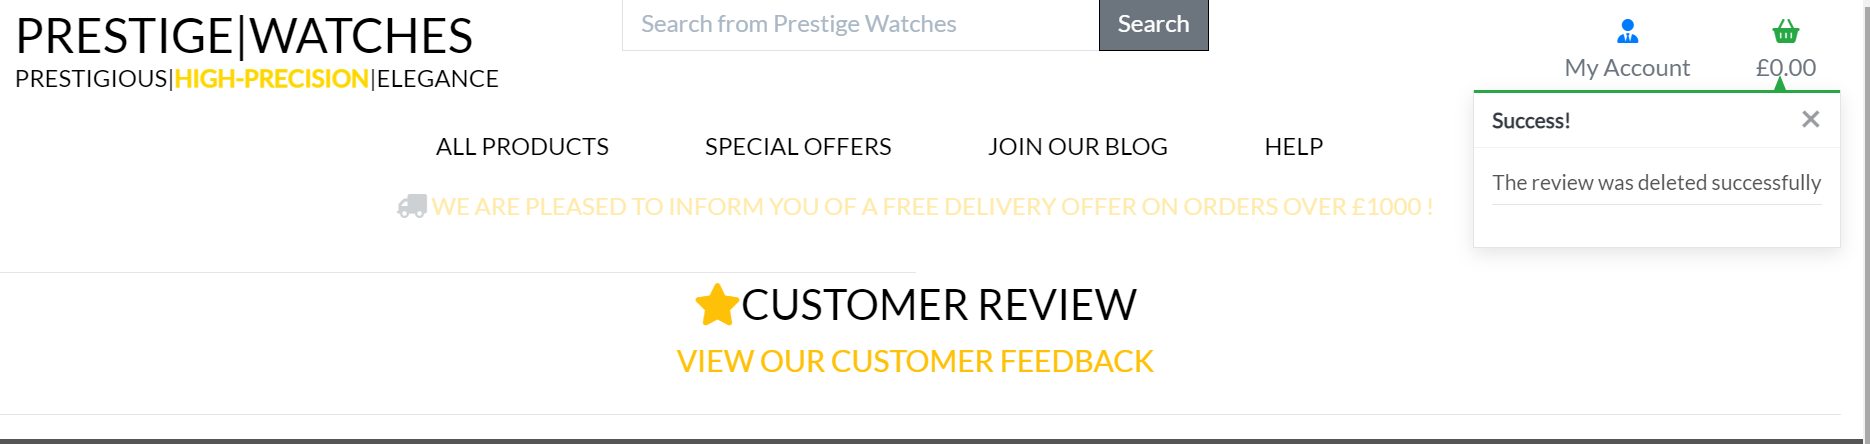 PRESTIGE|WATCHES
PRESTIGIOUS|HIGH-PRECISION|ELEGANCE
Search from Prestige Watches
Search
My Account
£0.00
Success!
The review was deleted successfully
ALL PRODUCTS
SPECIAL OFFERS
JOIN OUR BLOG
HELP
WE ARE PLEASED TO INFORM YOU OF A FREE DELIVERY OFFER ON ORDERS OVER £1000 !
CUSTOMER REVIEW
VIEW OUR CUSTOMER FEEDBACK